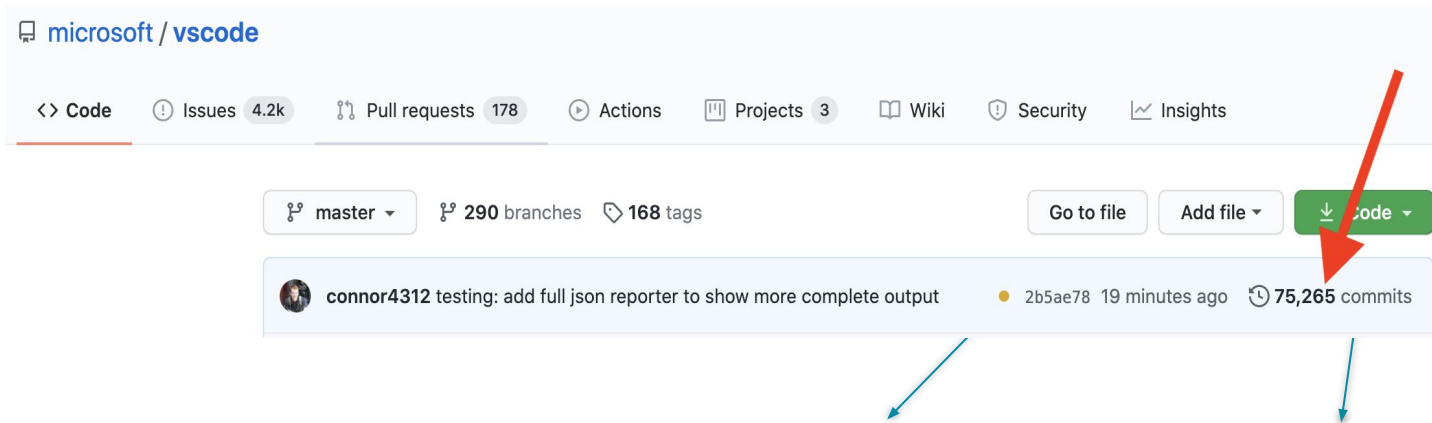 microsoft / vscode
Code Issues 4.2k Pull requests 178 Actions Projects 3 Wiki Security Insights
master 290 branches 168 tags Go to file Add file Code
connor4312 testing: add full json reporter to show more complete output 2b5ae78 19 minutes ago 75,265 commits